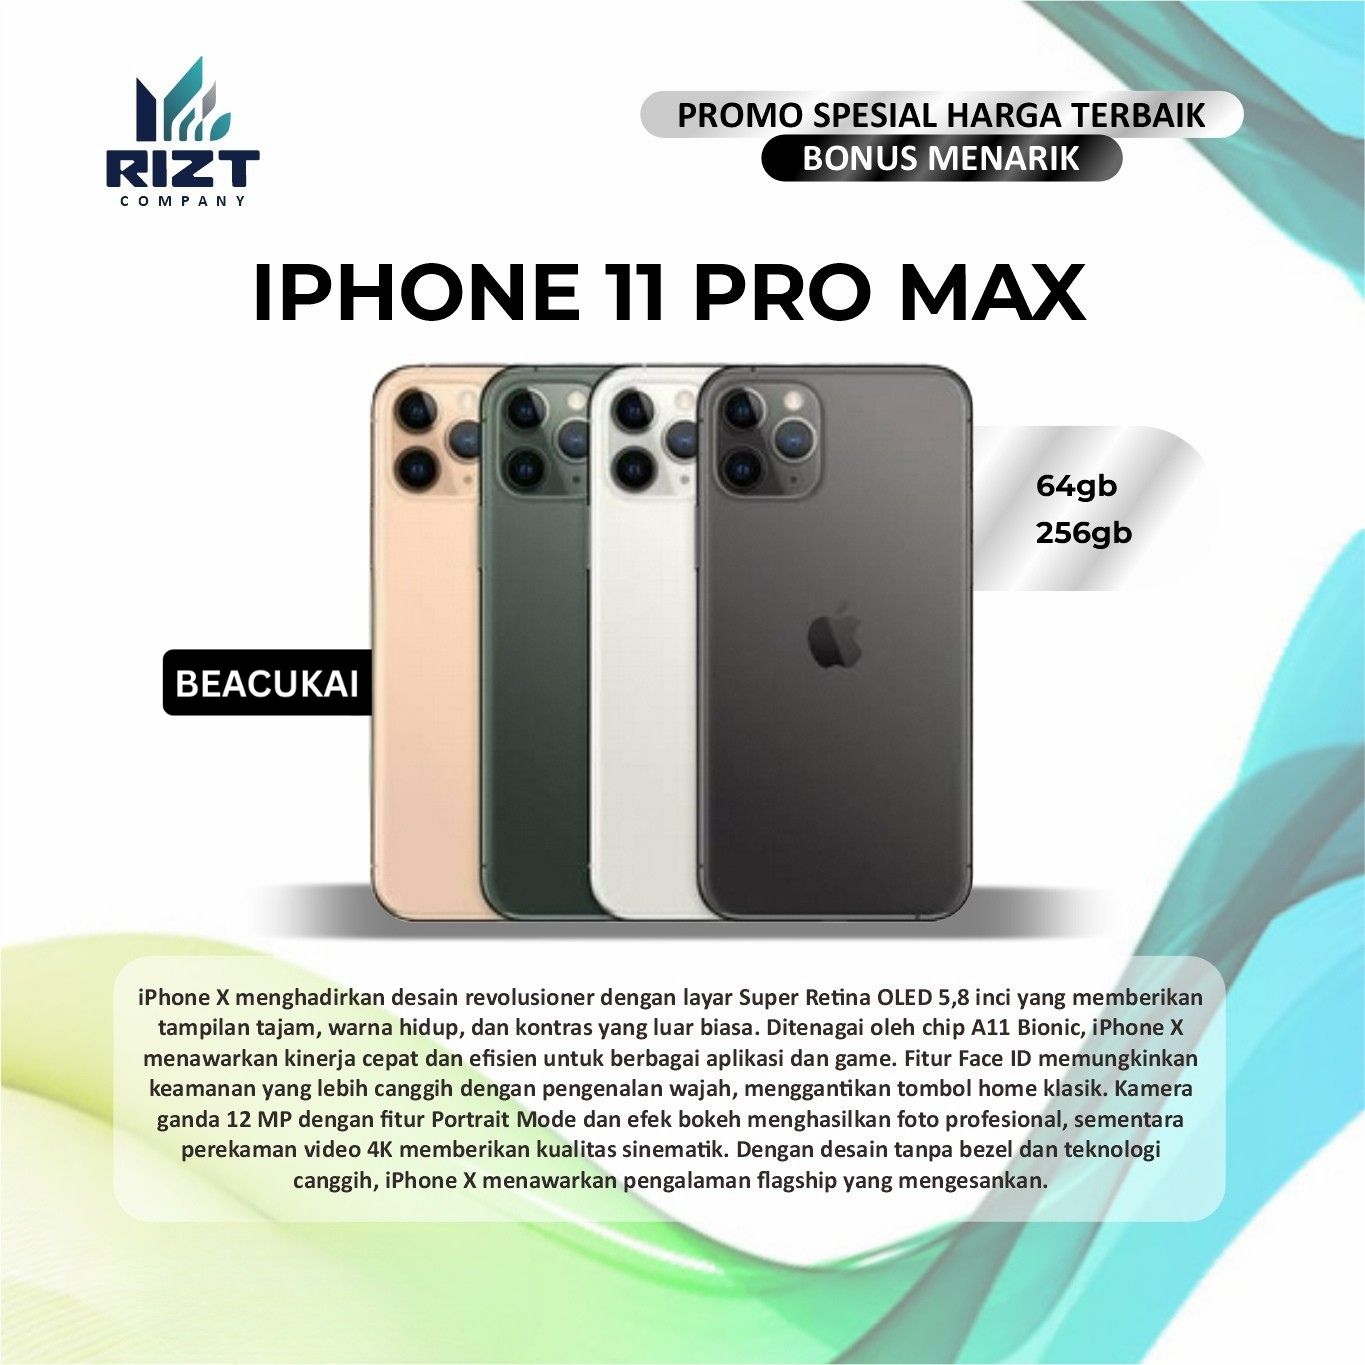 RIZT
COMPANY
PROMO SPESIAL HARGA TERBAIK
BONUS MENARIK
IPHONE 11 PRO MAX
64gb
256gb
BEACUKAI
iPhone X menghadirkan desain revolusioner dengan layar Super Retina OLED 5,8 inci yang memberikan
tampilan tajam, warna hidup, dan kontras yang luar biasa. Ditenagai oleh chip A11 Bionic, iPhone X
menawarkan kinerja cepat dan efisien untuk berbagai aplikasi dan game. Fitur Face ID memungkinkan
keamanan yang lebih canggih dengan pengenalan wajah, menggantikan tombol home klasik. Kamera
ganda 12 MP dengan fitur Portrait Mode dan efek bokeh menghasilkan foto profesional, sementara
perekaman video 4K memberikan kualitas sinematik. Dengan desain tanpa bezel dan teknologi
canggih, iPhone X menawarkan pengalaman flagship yang mengesankan.